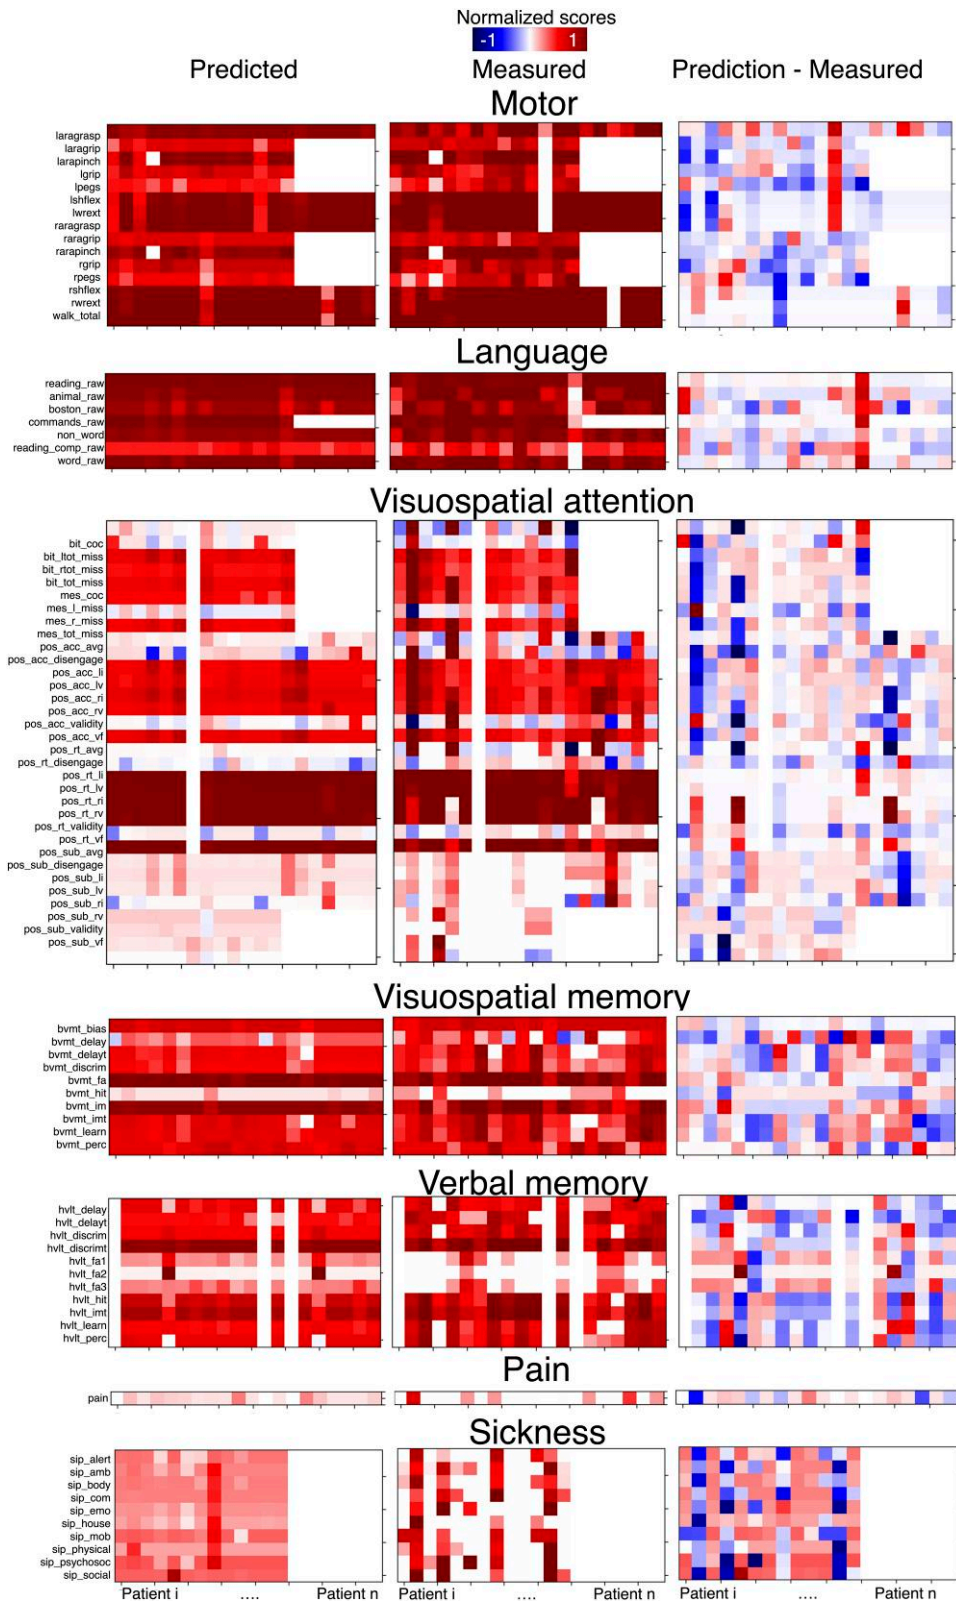 Normalized scores
-1 1
Predicted Measured Prediction - Measured
Motor
laragrasp
laragrip
larapinch
lgrip
lpegs
lshflex
lwrext
raragrasp
raragrip
rarapinch
rgrip
rpegs
rshflex
rwrext
walk_total
Language
reading_raw
animal_raw
boston_raw
commands_raw
non_word
reading_comp_raw
word_raw
Visuospatial attention
bit_coc
bit_ltot_miss
bit_rtot_miss
bit_tot_miss
mes_coc
mes_l_miss
mes_r_miss
mes_tot_miss
pos_acc_avg
pos_acc_disengage
pos_acc_li
pos_acc_lv
pos_acc_ri
pos_acc_rv
pos_acc_validity
pos_acc_vf
pos_rt_avg
pos_rt_disengage
pos_rt_li
pos_rt_lv
pos_rt_ri
pos_rt_rv
pos_rt_validity
pos_rt_vf
pos_sub_avg
pos_sub_disengage
pos_sub_li
pos_sub_lv
pos_sub_ri
pos_sub_rv
pos_sub_validity
pos_sub_vf
Visuospatial memory
bvmt_bias
bvmt_delay
bvmt_delayt
bvmt_discrim
bvmt_fa
bvmt_hit
bvmt_im
bvmt_imt
bvmt_learn
bvmt_perc
Verbal memory
hvlt_delay
hvlt_delayt
hvlt_discrim
hvlt_discrimt
hvlt_fa1
hvlt_fa2
hvlt_fa3
hvlt_hit
hvlt_imt
hvlt_learn
hvlt_perc
Pain
pain
Sickness
sip_alert
sip_amb
sip_body
sip_com
sip_emo
sip_house
sip_mob
sip_physical
sip_psychosoc
sip_social
Patient i .... Patient n Patient i .... Patient n Patient i .... Patient n